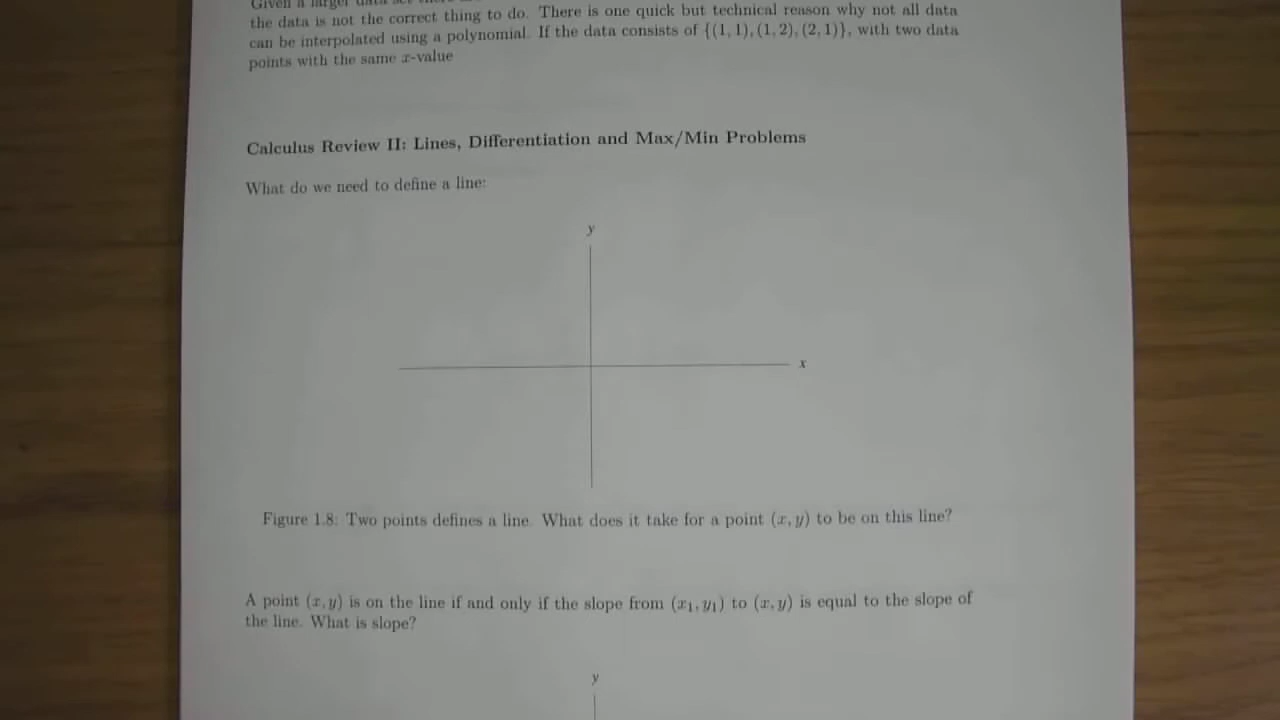 Given a larger data set
the data is not the correct thing to do. There is one quick but technical reason why not all data
can be interpolated using a polynomial. If the data consists of {(1, 1), (1, 2), (2, 1)}, with two data
points with the same x-value
Calculus Review II: Lines, Differentiation and Max/Min Problems
What do we need to define a line:
y
x
Figure 1.8: Two points defines a line. What does it take for a point (x, y) to be on this line?
A point (x, y) is on the line if and only if the slope from (x₁, y₁) to (x, y) is equal to the slope of
the line. What is slope?
y